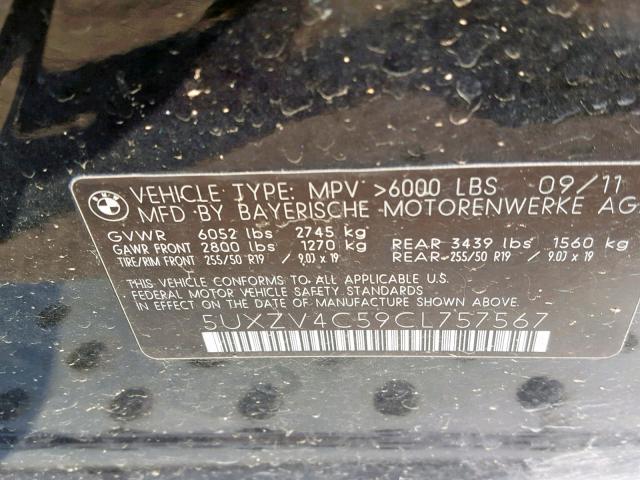 BMW
VEHICLE TYPE: MPV >6000 LBS 09/11
MFD BY BAYERISCHE MOTORENWERKE AG
GVWR 6052 lbs 2745 kg
GAWR FRONT 2800 lbs 1270 kg REAR 3439 lbs 1560 kg
TIRE/RIM FRONT 255/50 R19 / 9.0J x 19 REAR 255/50 R19 / 9.0J x 19
THIS VEHICLE CONFORMS TO ALL APPLICABLE U.S.
FEDERAL MOTOR VEHICLE SAFETY STANDARDS
IN EFFECT ON THE DATE OF MANUFACTURE SHOWN ABOVE.
5UXZV4C59CL757567